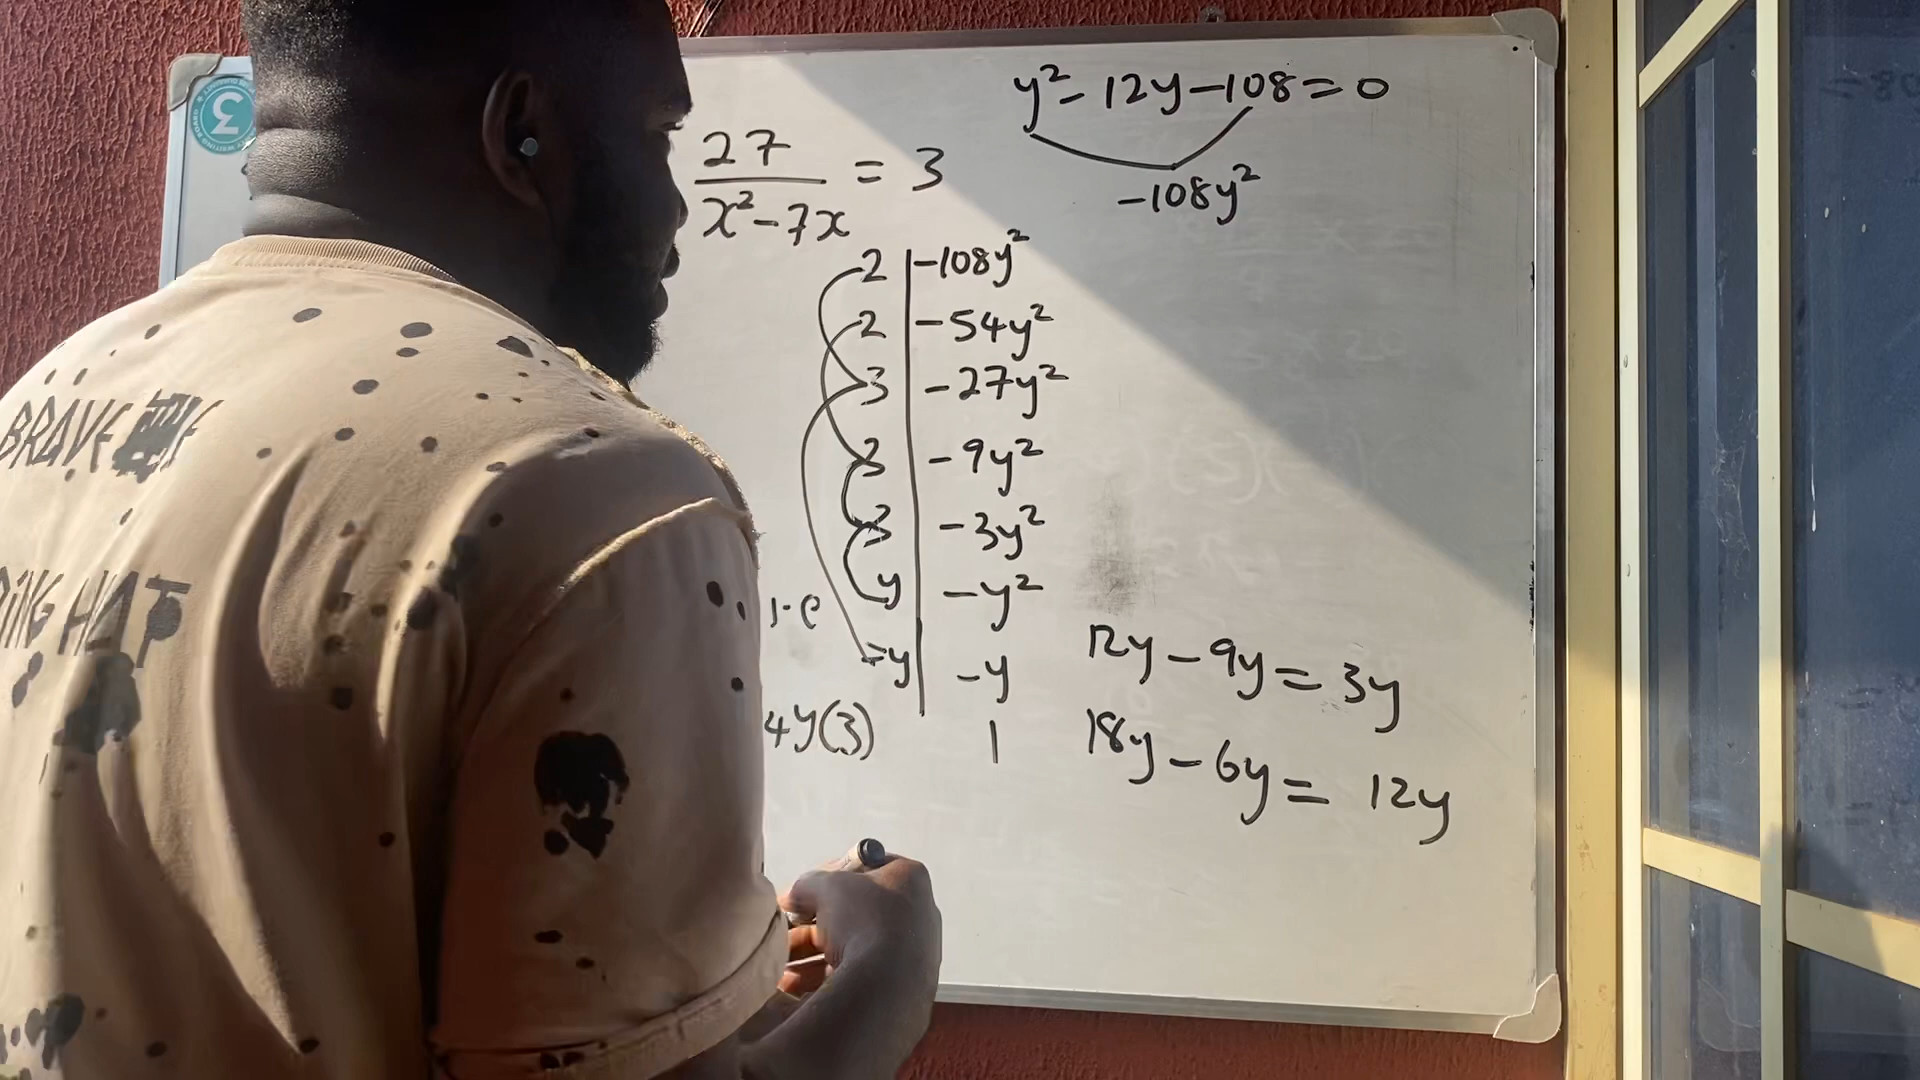 y² - 12y - 108 = 0
-108y²
27
x² - 7x
= 3
2 | -108y²
2 | -54y²
3 | -27y²
3 | -9y²
3 | -3y²
y | -y²
-y | -y
1
i.e
4y(3)
12y - 9y = 3y
18y - 6y = 12y
BRAVE
HAT